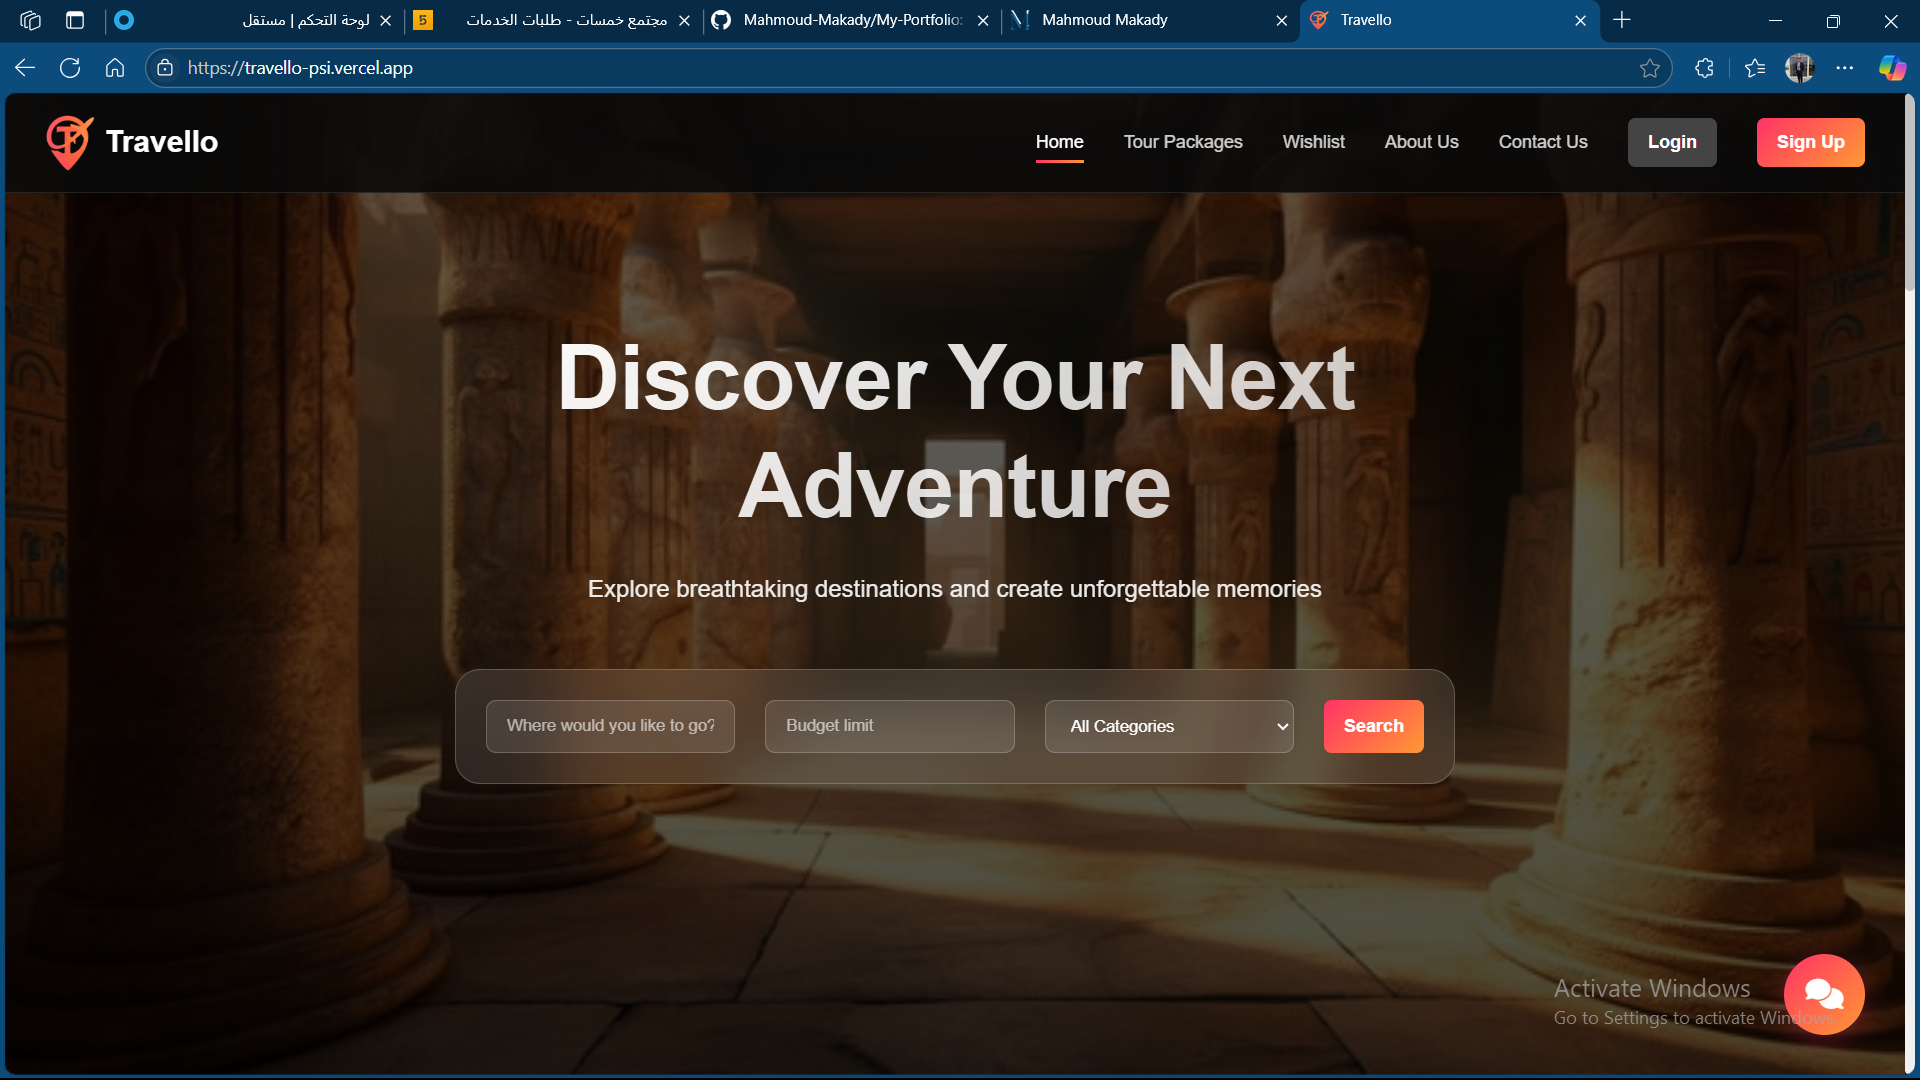 لوحة التحكم | مستقل
5
مجتمع خمسات - طلبات الخدمات
Mahmoud-Makady/My-Portfolio:
Mahmoud Makady
Travello
https://travello-psi.vercel.app
Travello
Home
Tour Packages
Wishlist
About Us
Contact Us
Login
Sign Up
Discover Your Next
Adventure
Explore breathtaking destinations and create unforgettable memories
Where would you like to go?
Budget limit
All Categories
Search
Activate Windows
Go to Settings to activate Windows.